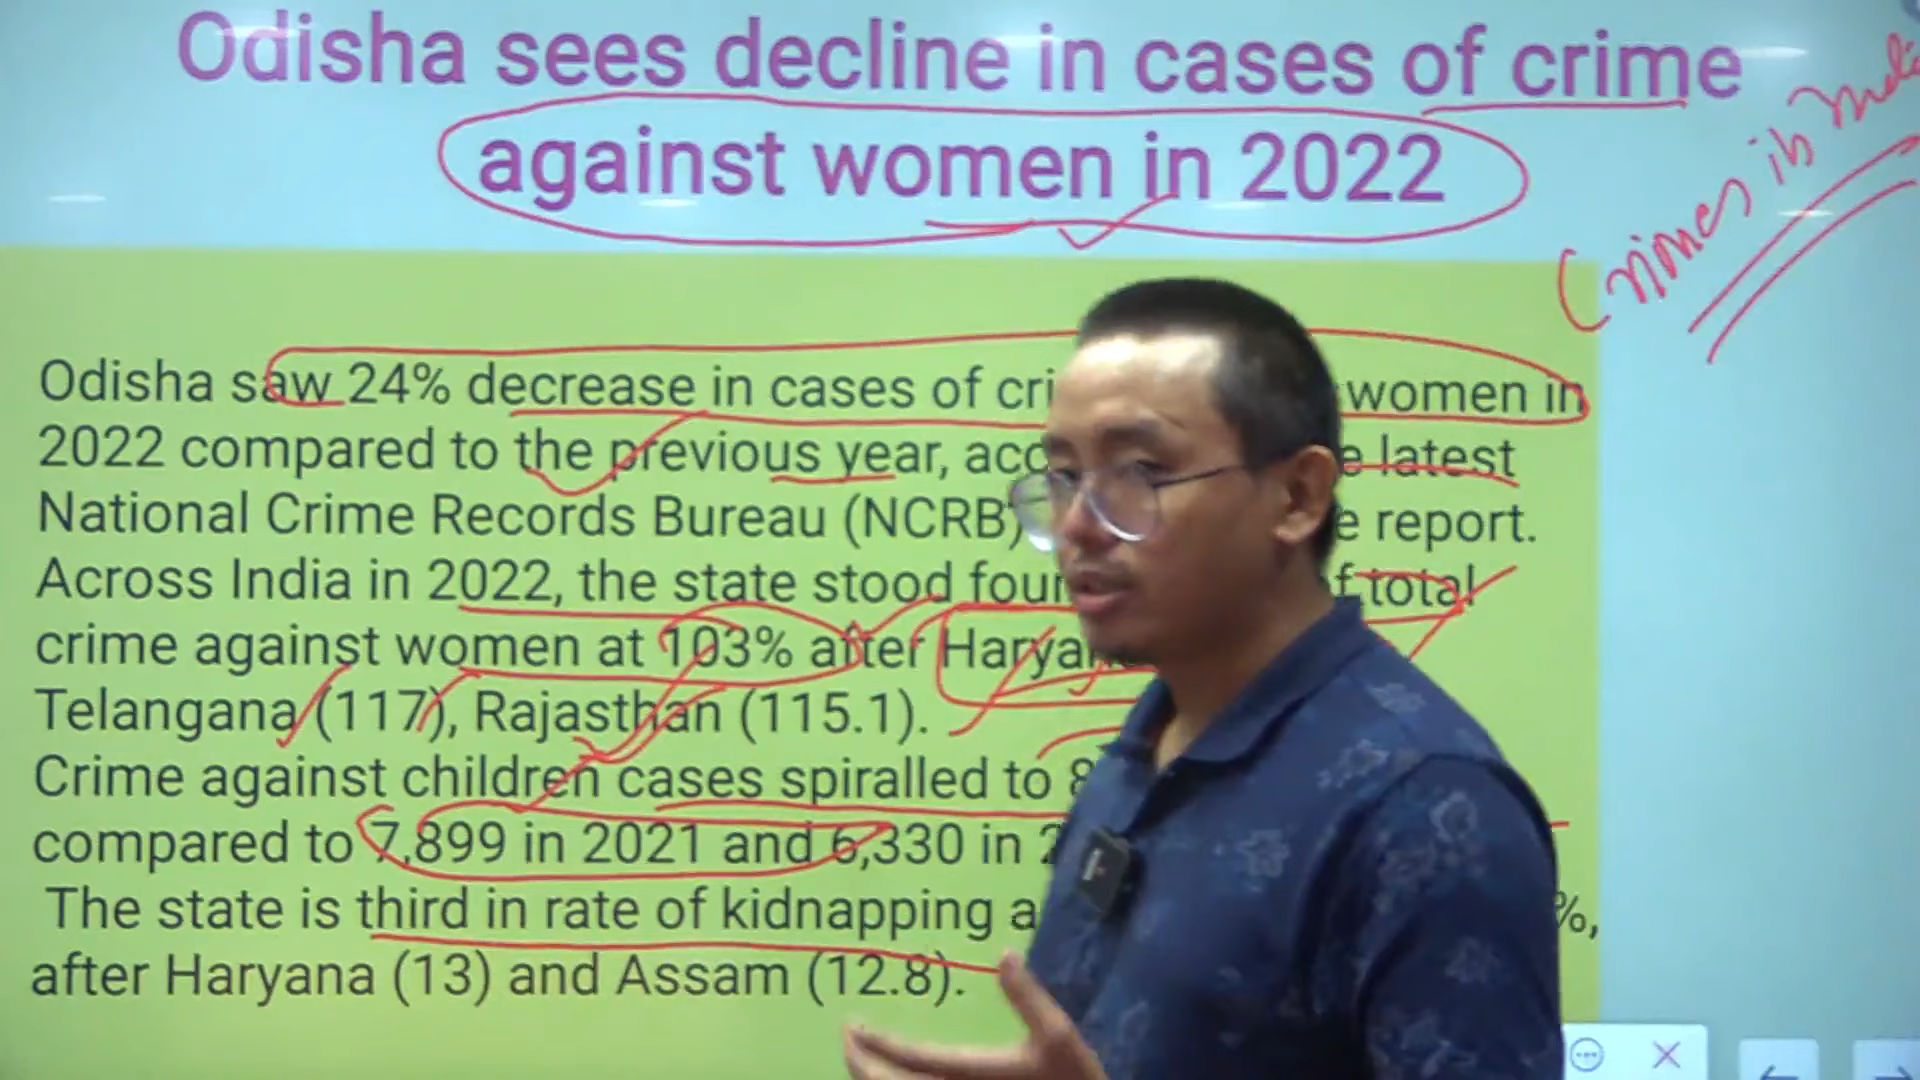 Odisha sees decline in cases of crime
against women in 2022
Crimes in
Odisha saw 24% decrease in cases of women in
2022 compared to the previous year, latest
National Crime Records Bureau (NCRB) report.
Across India in 2022, the state stood total
crime against women at 103% after
Telangana (117), Rajasthan (115.1).
Crime against children cases spiralled to
compared to 7,899 in 2021 and 6,330 in
The state is third in rate of kidnapping
after Haryana (13) and Assam (12.8).